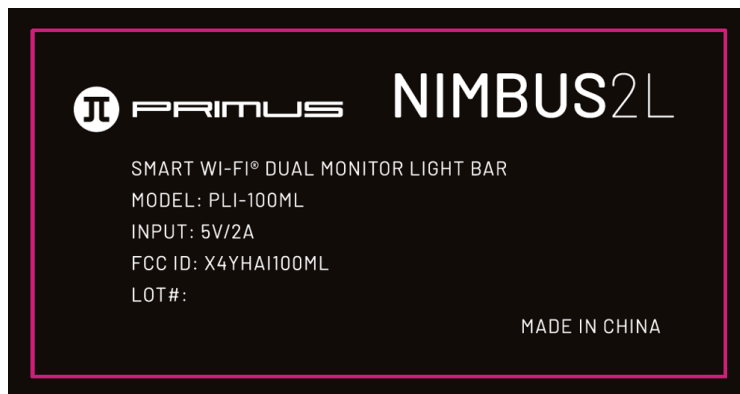 PRIMUS
NIMBUS2L
SMART WI-FI® DUAL MONITOR LIGHT BAR
MODEL: PLI-100ML
INPUT: 5V/2A
FCC ID: X4YHAI100ML
LOT#:
MADE IN CHINA